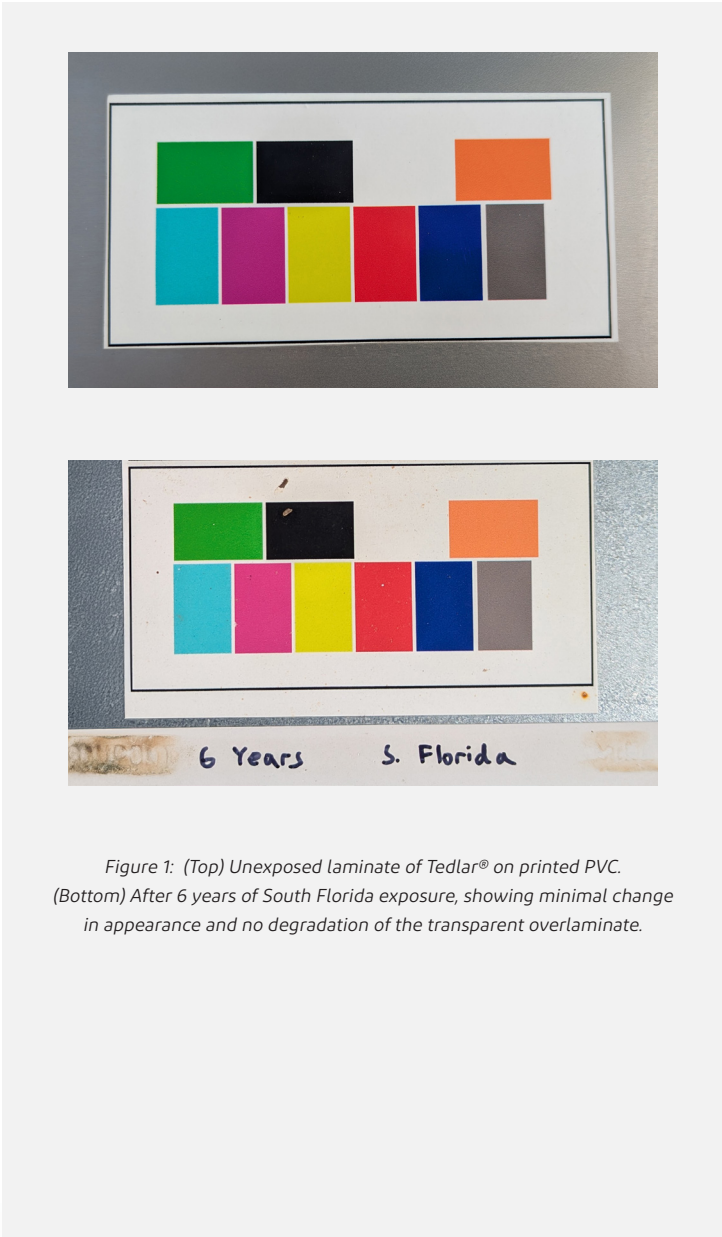 6 Years S. Florida
Figure 1: (Top) Unexposed laminate of Tedlar® on printed PVC.
(Bottom) After 6 years of South Florida exposure, showing minimal change
in appearance and no degradation of the transparent overlaminate.